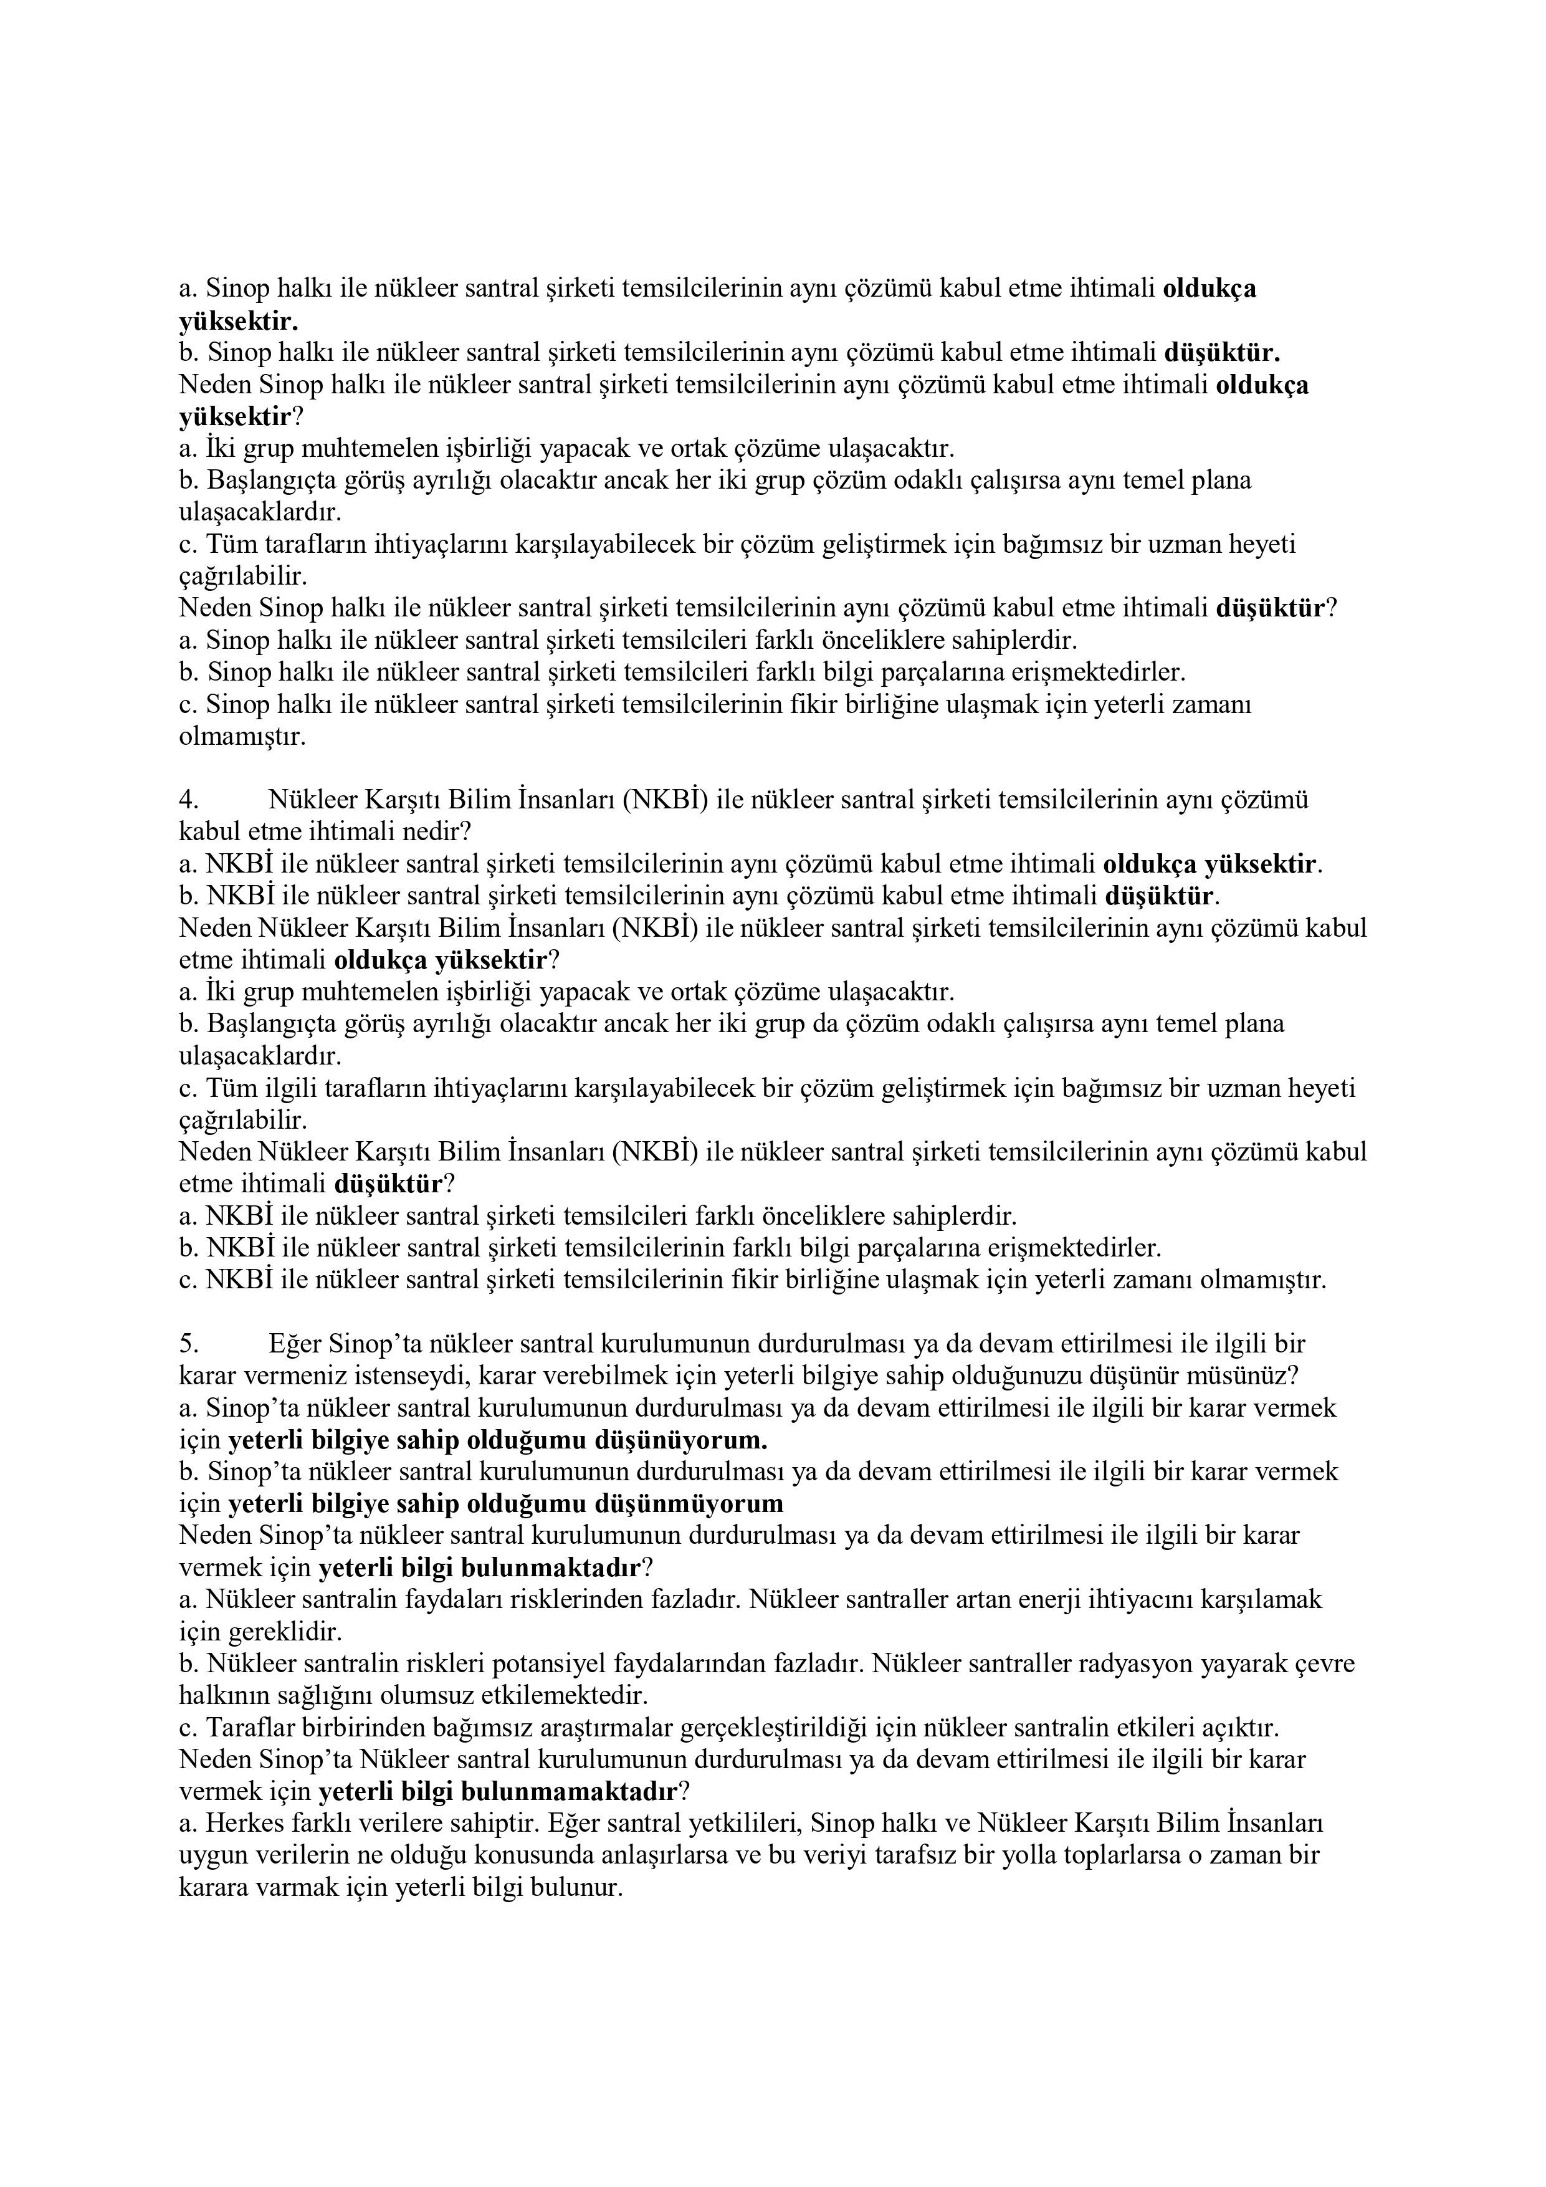 a. Sinop halkı ile nükleer santral şirketi temsilcilerinin aynı çözümü kabul etme ihtimali oldukça
yüksektir.
b. Sinop halkı ile nükleer santral şirketi temsilcilerinin aynı çözümü kabul etme ihtimali düşüktür.
Neden Sinop halkı ile nükleer santral şirketi temsilcilerinin aynı çözümü kabul etme ihtimali oldukça
yüksektir?
a. İki grup muhtemelen işbirliği yapacak ve ortak çözüme ulaşacaktır.
b. Başlangıçta görüş ayrılığı olacaktır ancak her iki grup çözüm odaklı çalışırsa aynı temel plana
ulaşacaklardır.
c. Tüm tarafların ihtiyaçlarını karşılayabilecek bir çözüm geliştirmek için bağımsız bir uzman heyeti
çağrılabilir.
Neden Sinop halkı ile nükleer santral şirketi temsilcilerinin aynı çözümü kabul etme ihtimali düşüktür?
a. Sinop halkı ile nükleer santral şirketi temsilcileri farklı önceliklere sahiplerdir.
b. Sinop halkı ile nükleer santral şirketi temsilcileri farklı bilgi parçalarına erişmektedirler.
c. Sinop halkı ile nükleer santral şirketi temsilcilerinin fikir birliğine ulaşmak için yeterli zamanı
olmamıştır.
4. Nükleer Karşıtı Bilim İnsanları (NKBİ) ile nükleer santral şirketi temsilcilerinin aynı çözümü
kabul etme ihtimali nedir?
a. NKBİ ile nükleer santral şirketi temsilcilerinin aynı çözümü kabul etme ihtimali oldukça yüksektir.
b. NKBİ ile nükleer santral şirketi temsilcilerinin aynı çözümü kabul etme ihtimali düşüktür.
Neden Nükleer Karşıtı Bilim İnsanları (NKBİ) ile nükleer santral şirketi temsilcilerinin aynı çözümü kabul
etme ihtimali oldukça yüksektir?
a. İki grup muhtemelen işbirliği yapacak ve ortak çözüme ulaşacaktır.
b. Başlangıçta görüş ayrılığı olacaktır ancak her iki grup da çözüm odaklı çalışırsa aynı temel plana
ulaşacaklardır.
c. Tüm ilgili tarafların ihtiyaçlarını karşılayabilecek bir çözüm geliştirmek için bağımsız bir uzman heyeti
çağrılabilir.
Neden Nükleer Karşıtı Bilim İnsanları (NKBİ) ile nükleer santral şirketi temsilcilerinin aynı çözümü kabul
etme ihtimali düşüktür?
a. NKBİ ile nükleer santral şirketi temsilcileri farklı önceliklere sahiplerdir.
b. NKBİ ile nükleer santral şirketi temsilcilerinin farklı bilgi parçalarına erişmektedirler.
c. NKBİ ile nükleer santral şirketi temsilcilerinin fikir birliğine ulaşmak için yeterli zamanı olmamıştır.
5. Eğer Sinop’ta nükleer santral kurulumunun durdurulması ya da devam ettirilmesi ile ilgili bir
karar vermeniz istenseydi, karar verebilmek için yeterli bilgiye sahip olduğunuzu düşünür müsünüz?
a. Sinop’ta nükleer santral kurulumunun durdurulması ya da devam ettirilmesi ile ilgili bir karar vermek
için yeterli bilgiye sahip olduğumu düşünüyorum.
b. Sinop’ta nükleer santral kurulumunun durdurulması ya da devam ettirilmesi ile ilgili bir karar vermek
için yeterli bilgiye sahip olduğumu düşünmüyorum
Neden Sinop’ta nükleer santral kurulumunun durdurulması ya da devam ettirilmesi ile ilgili bir karar
vermek için yeterli bilgi bulunmaktadır?
a. Nükleer santralin faydaları risklerinden fazladır. Nükleer santraller artan enerji ihtiyacını karşılamak
için gereklidir.
b. Nükleer santralin riskleri potansiyel faydalarından fazladır. Nükleer santraller radyasyon yayarak çevre
halkının sağlığını olumsuz etkilemektedir.
c. Taraflar birbirinden bağımsız araştırmalar gerçekleştirildiği için nükleer santralin etkileri açıktır.
Neden Sinop’ta Nükleer santral kurulumunun durdurulması ya da devam ettirilmesi ile ilgili bir karar
vermek için yeterli bilgi bulunmamaktadır?
a. Herkes farklı verilere sahiptir. Eğer santral yetkilileri, Sinop halkı ve Nükleer Karşıtı Bilim İnsanları
uygun verilerin ne olduğu konusunda anlaşırlarsa ve bu veriyi tarafsız bir yolla toplarlarsa o zaman bir
karara varmak için yeterli bilgi bulunur.